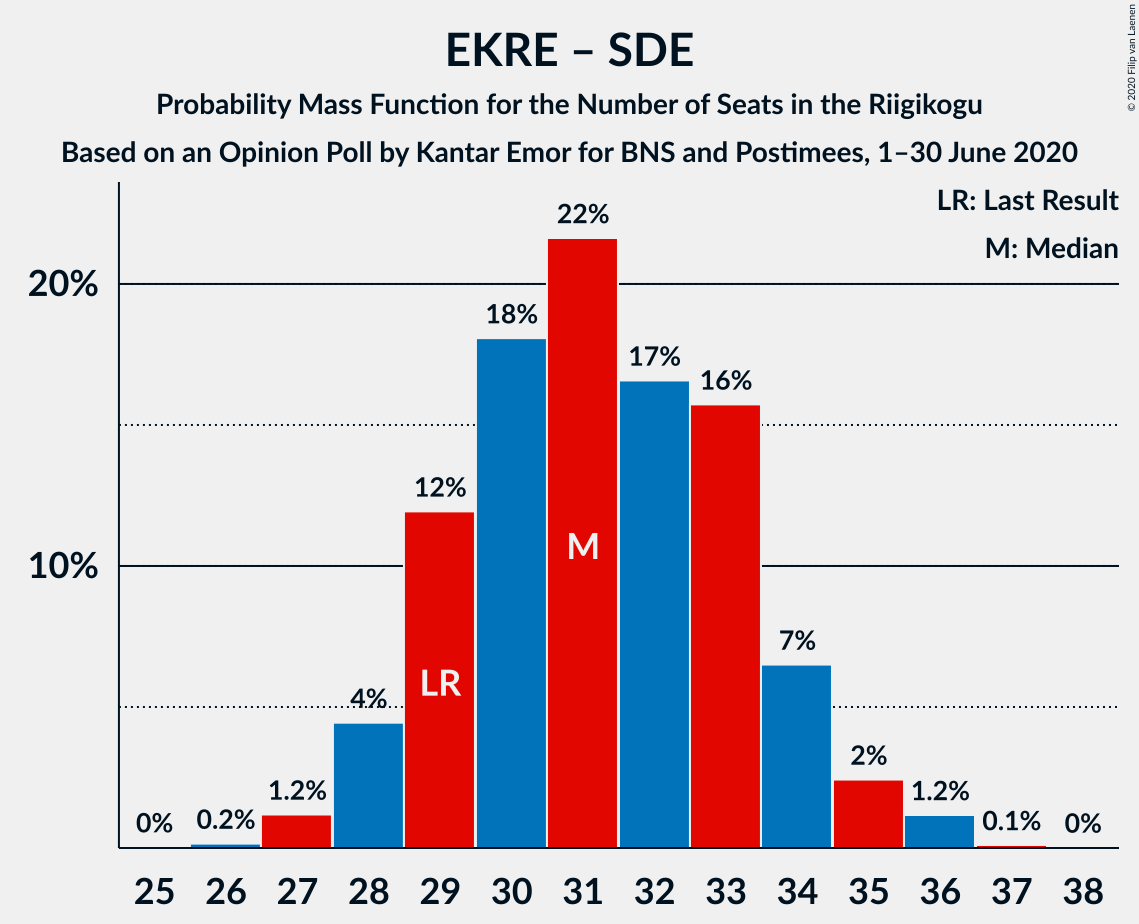 EKRE – SDE
Probability Mass Function for the Number of Seats in the Riigikogu
Based on an Opinion Poll by Kantar Emor for BNS and Postimees, 1–30 June 2020
© 2020 Filip van Laenen
LR: Last Result
M: Median
20%
10%
0%
0.2%
1.2%
4%
12%
18%
22%
17%
16%
7%
2%
1.2%
0.1%
0%
LR
M
25 26 27 28 29 30 31 32 33 34 35 36 37 38